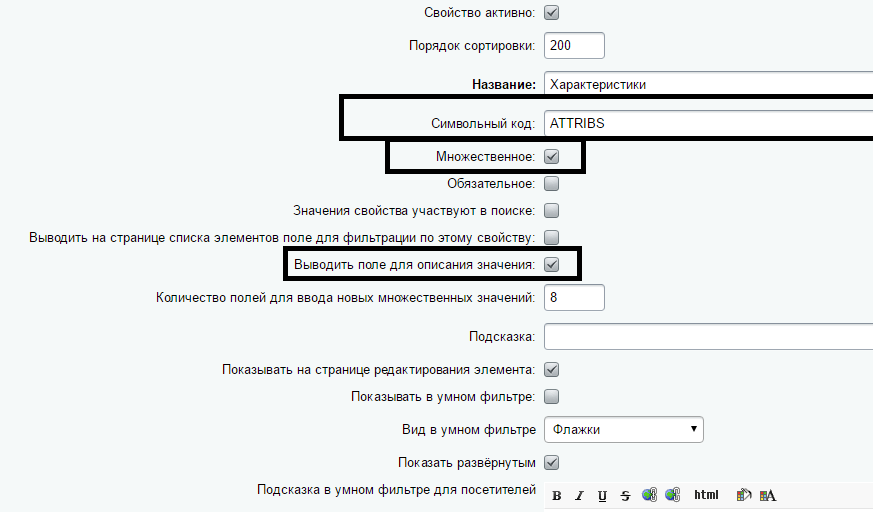 Свойство активно:
Порядок сортировки: 200
Название: Характеристики
Символьный код: ATTRIBS
Множественное:
Обязательное:
Значения свойства участвуют в поиске:
Выводить на странице списка элементов поле для фильтрации по этому свойству:
Выводить поле для описания значения:
Количество полей для ввода новых множественных значений: 8
Подсказка:
Показывать на странице редактирования элемента:
Показывать в умном фильтре:
Вид в умном фильтре Флажки
Показать развёрнутым
Подсказка в умном фильтре для посетителей B I U S html A